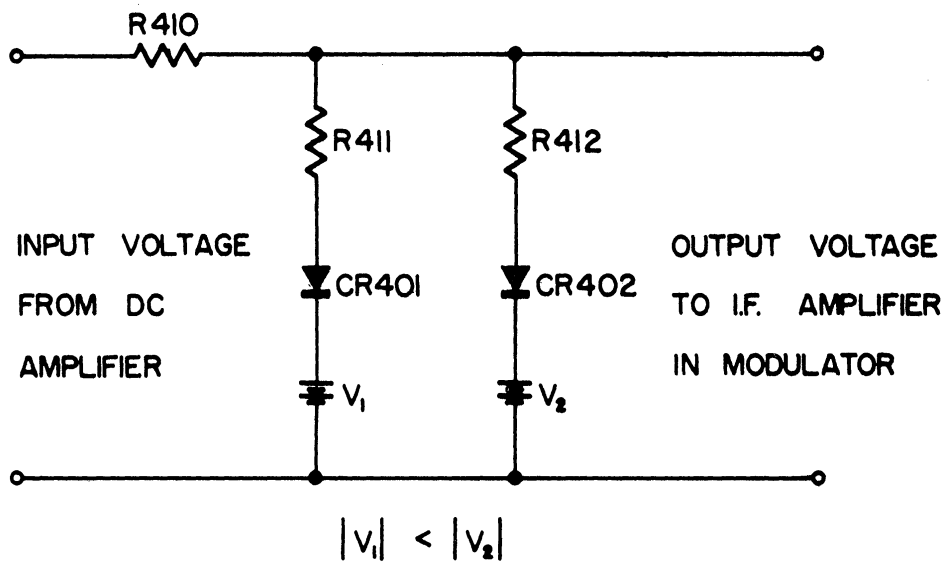 R410
R411
R412
INPUT VOLTAGE
FROM DC
AMPLIFIER
CR401
CR402
V₁
V₂
OUTPUT VOLTAGE
TO I.F. AMPLIFIER
IN MODULATOR
|V₁| < |V₂|